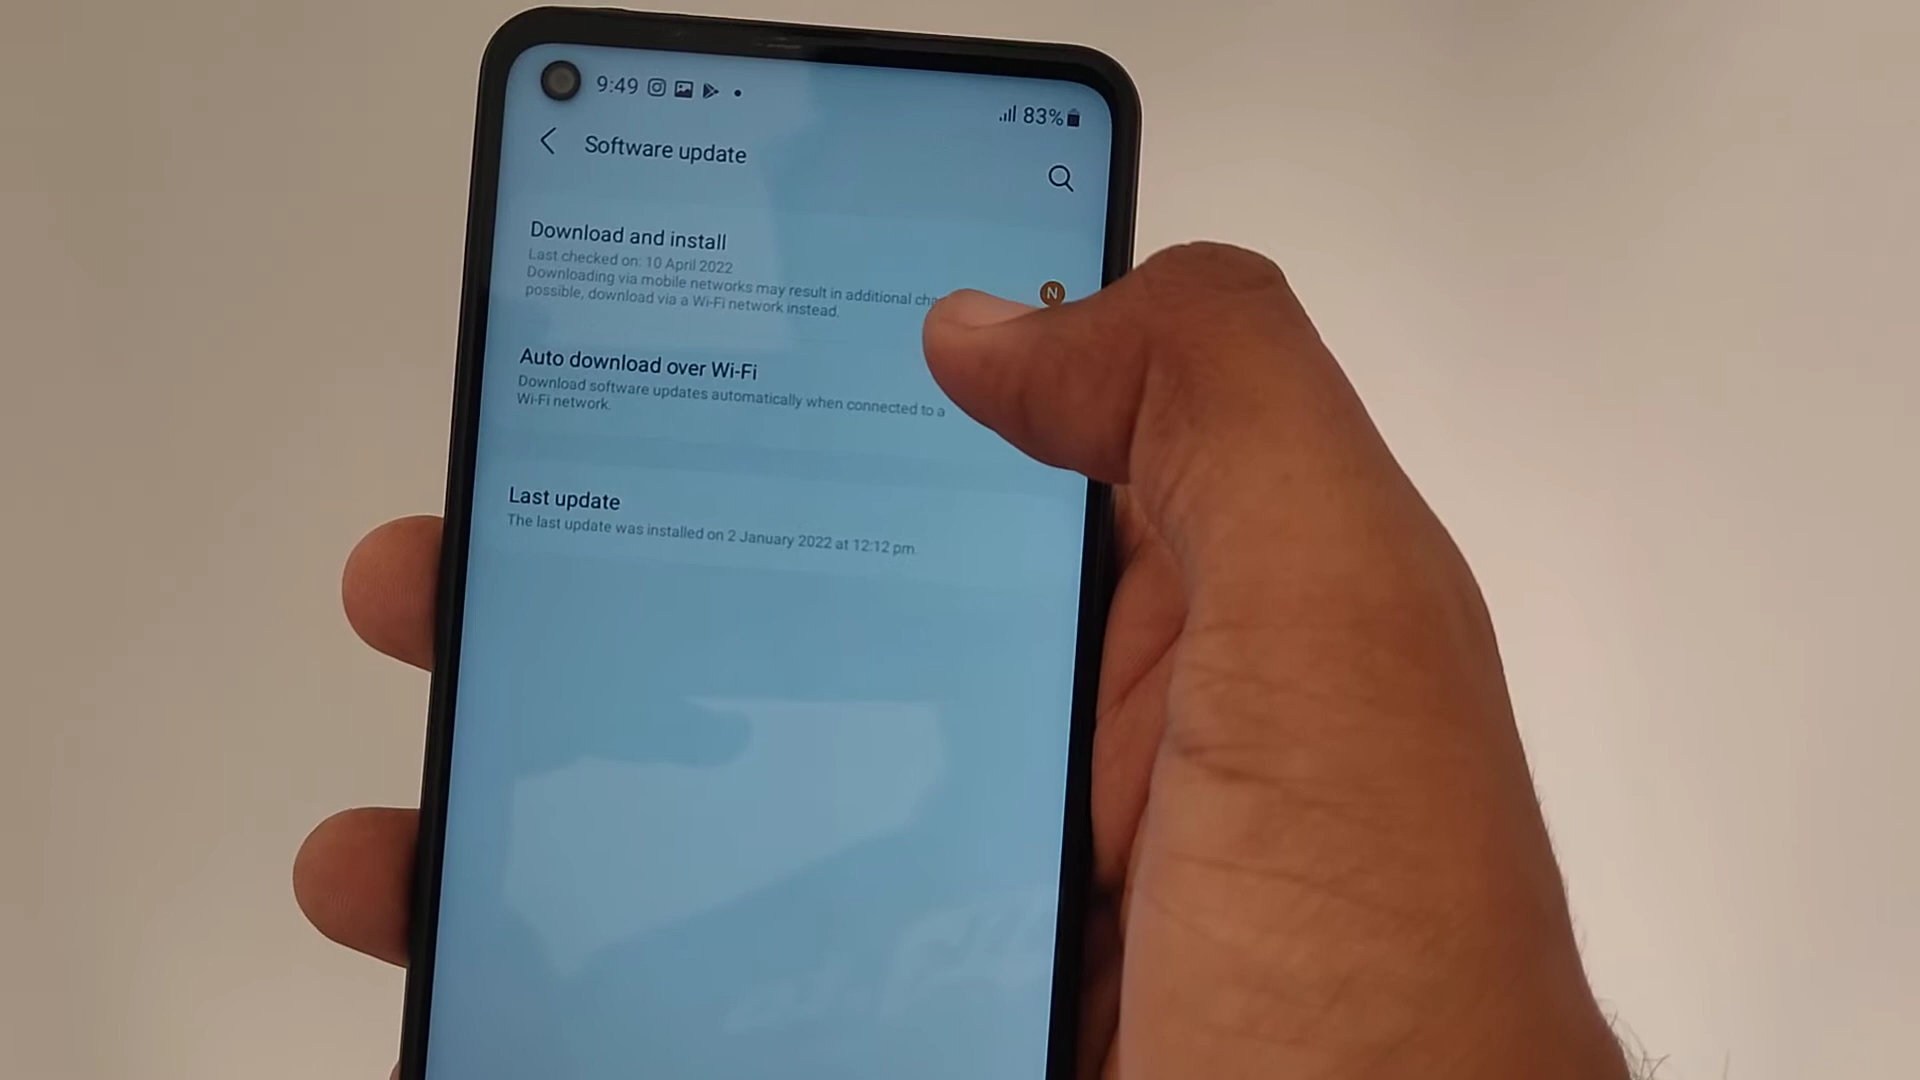 9:49
83%
Software update
Download and install
Last checked on: 10 April 2022
Downloading via mobile networks may result in additional
possible, download via a Wi-Fi network instead.
N
Auto download over Wi-Fi
Download software updates automatically when connected to a
Wi-Fi network.
Last update
The last update was installed on 2 January 2022 at 12:12 pm.